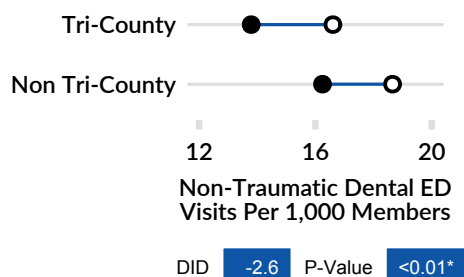 Tri-County
Non Tri-County
12 16 20
Non-Traumatic Dental ED
Visits Per 1,000 Members
DID -2.6 P-Value <0.01*